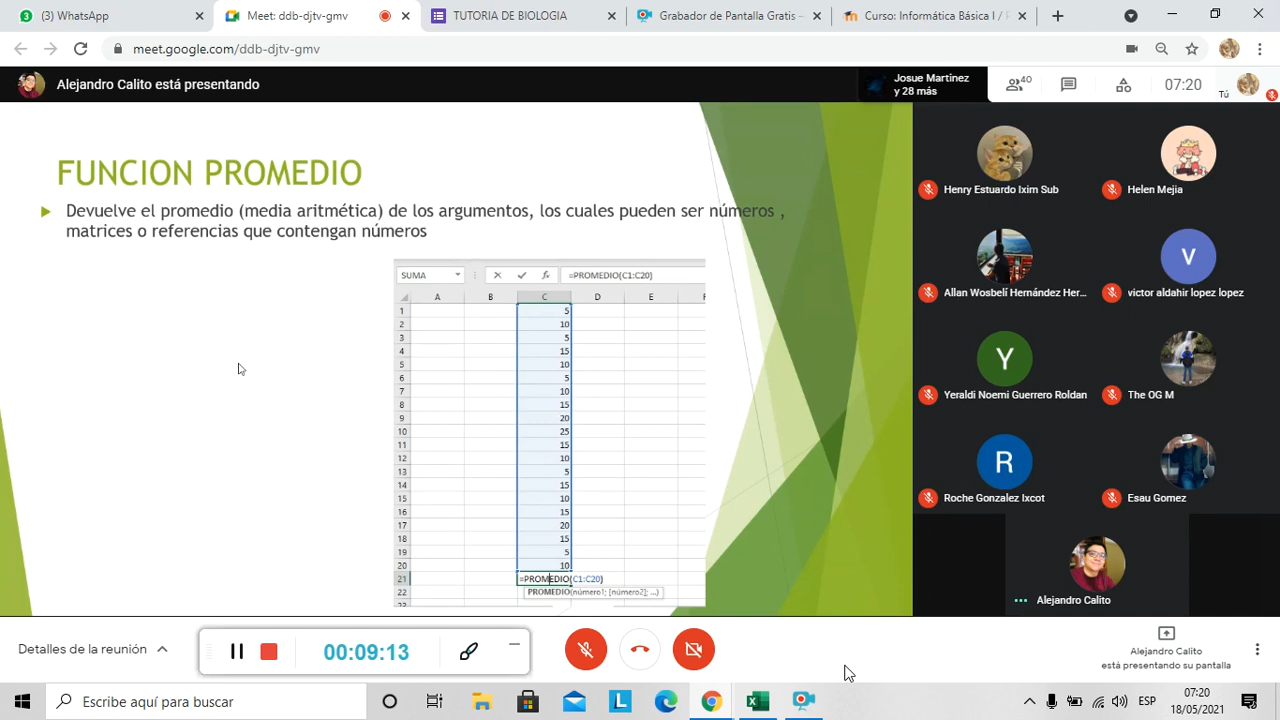 (3) WhatsApp
Meet: ddb-djtv-gmv
TUTORIA DE BIOLOGIA
Grabador de Pantalla Gratis –
Curso: Informática Básica I / P
meet.google.com/ddb-djtv-gmv
Alejandro Calito está presentando
Josue Martinez
y 28 más
40
07:20
Tú
FUNCION PROMEDIO
Devuelve el promedio (media aritmética) de los argumentos, los cuales pueden ser números ,
matrices o referencias que contengan números
SUMA
fx
=PROMEDIO(C1:C20)
A B C D E F
1 5
2 10
3 5
4 15
5 10
6 5
7 10
8 15
9 20
10 25
11 15
12 10
13 5
14 15
15 10
16 15
17 20
18 15
19 5
20 10
21 =PROMEDIO(C1:C20)
22 PROMEDIO(número1; [número2]; ...)
23
Henry Estuardo Ixim Sub
Helen Mejia
Allan Wosbelí Hernández Her...
V
victor aldahir lopez lopez
Y
Yeraldi Noemi Guerrero Roldan
The OG M
R
Roche Gonzalez Ixcot
Esau Gomez
Alejandro Calito
Detalles de la reunión
00:09:13
Alejandro Calito
está presentando su pantalla
Escribe aquí para buscar
L
ESP
07:20
18/05/2021